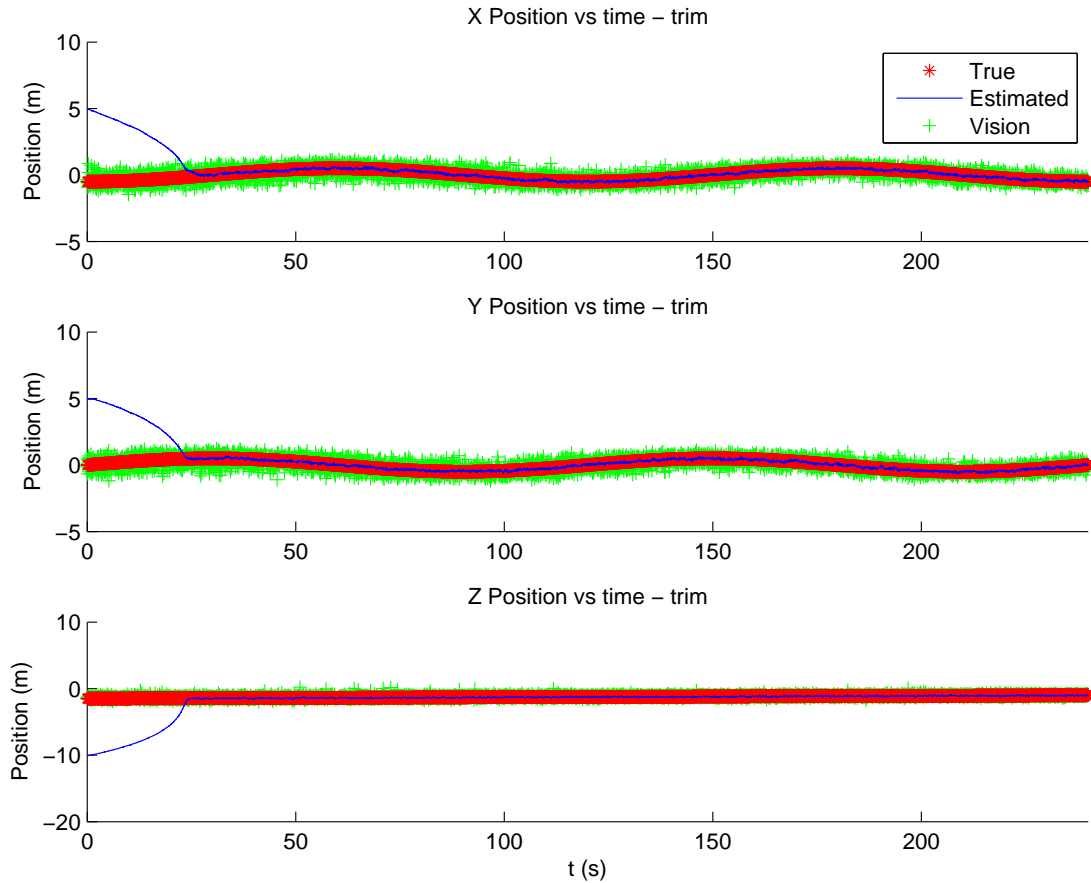 X Position vs time − trim
10
5
0
−5
Position (m)
0 50 100 150 200
True
Estimated
Vision
Y Position vs time − trim
10
5
0
−5
Position (m)
0 50 100 150 200
Z Position vs time − trim
10
0
−10
−20
Position (m)
0 50 100 150 200
t (s)